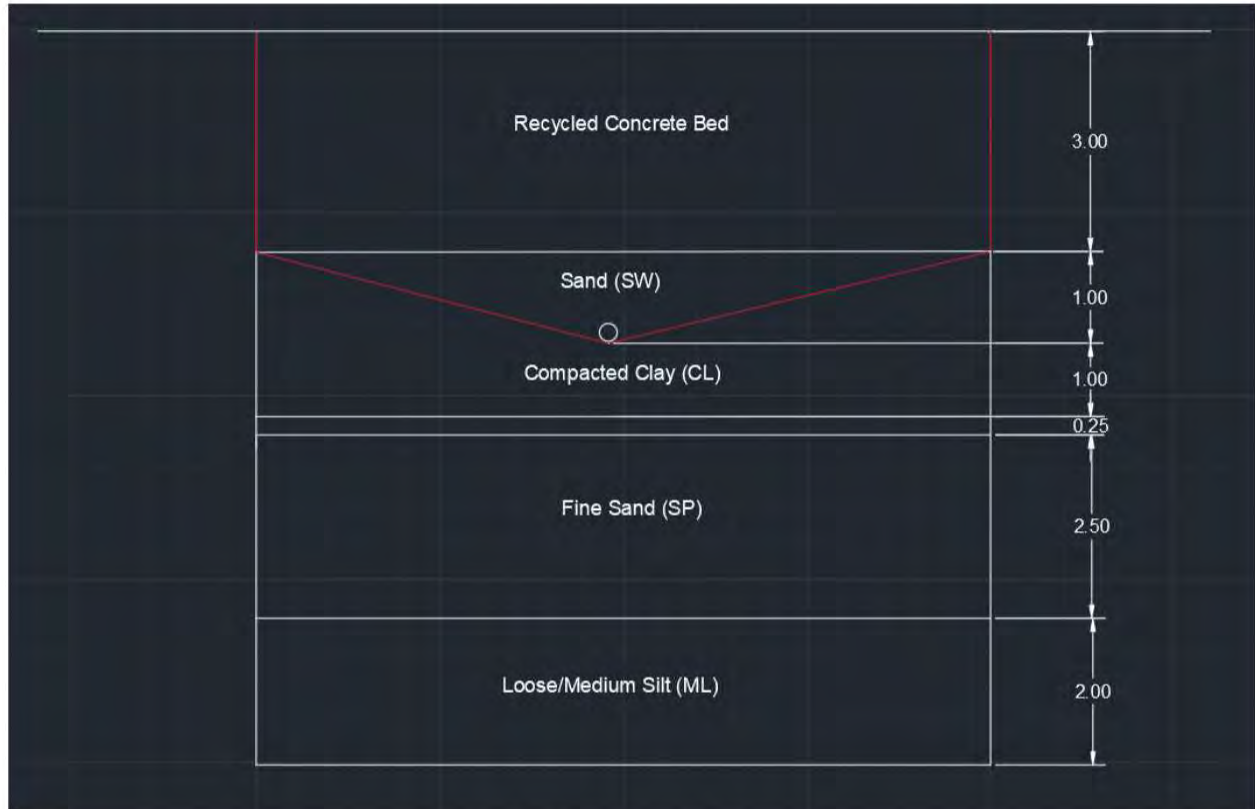 Recycled Concrete Bed
3.00
Sand (SW)
1.00
Compacted Clay (CL)
1.00
0.25
Fine Sand (SP)
2.50
Loose/Medium Silt (ML)
2.00